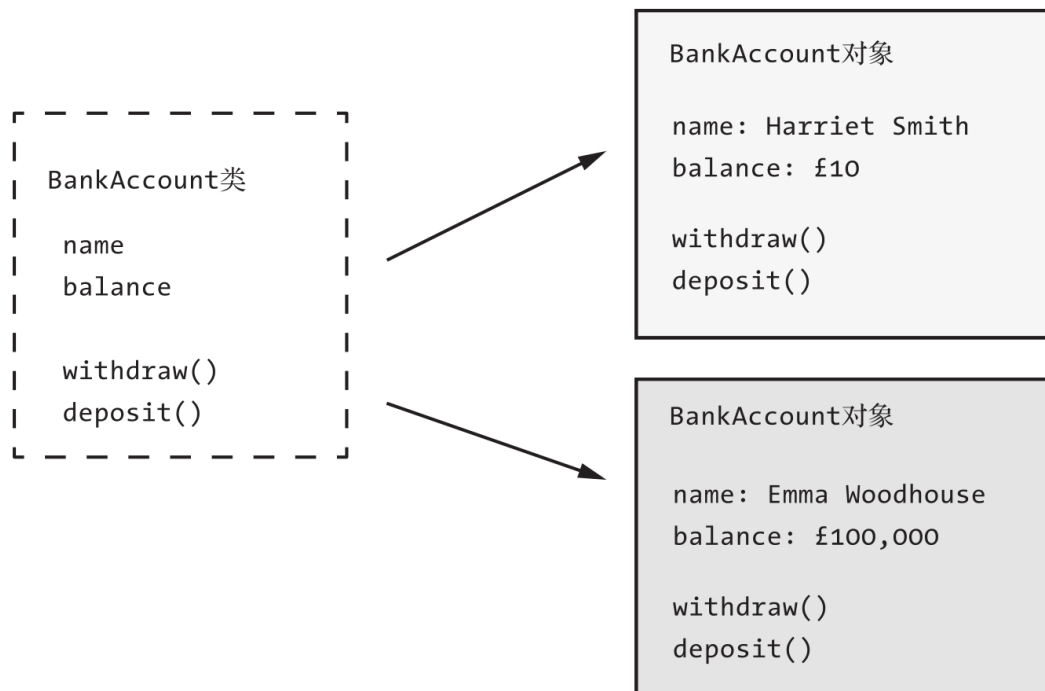 BankAccount类
name
balance
withdraw()
deposit()
BankAccount对象
name: Harriet Smith
balance: £10
withdraw()
deposit()
BankAccount对象
name: Emma Woodhouse
balance: £100,000
withdraw()
deposit()